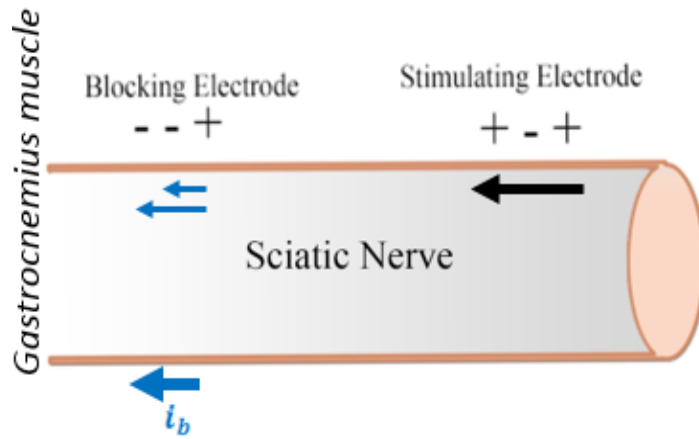 Gastrocnemius muscle
Blocking Electrode
- - +
Stimulating Electrode
+ - +
Sciatic Nerve
i_b